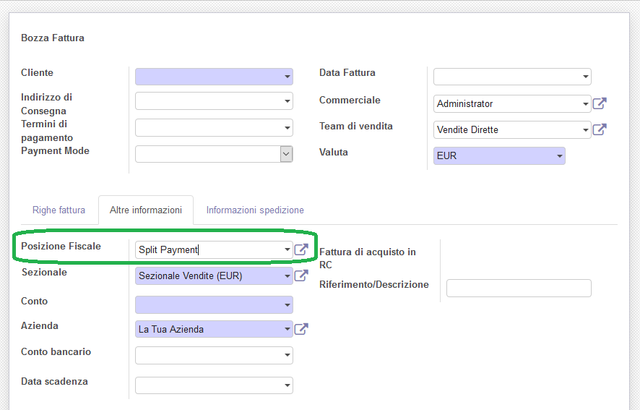 Bozza Fattura
Cliente
Data Fattura
Indirizzo di
Consegna
Commerciale
Administrator
Termini di
pagamento
Team di vendita
Vendite Dirette
Payment Mode
Valuta
EUR
Righe fattura
Altre informazioni
Informazioni spedizione
Posizione Fiscale
Split Payment
Fattura di acquisto in
RC
Sezionale
Sezionale Vendite (EUR)
Riferimento/Descrizione
Conto
Azienda
La Tua Azienda
Conto bancario
Data scadenza